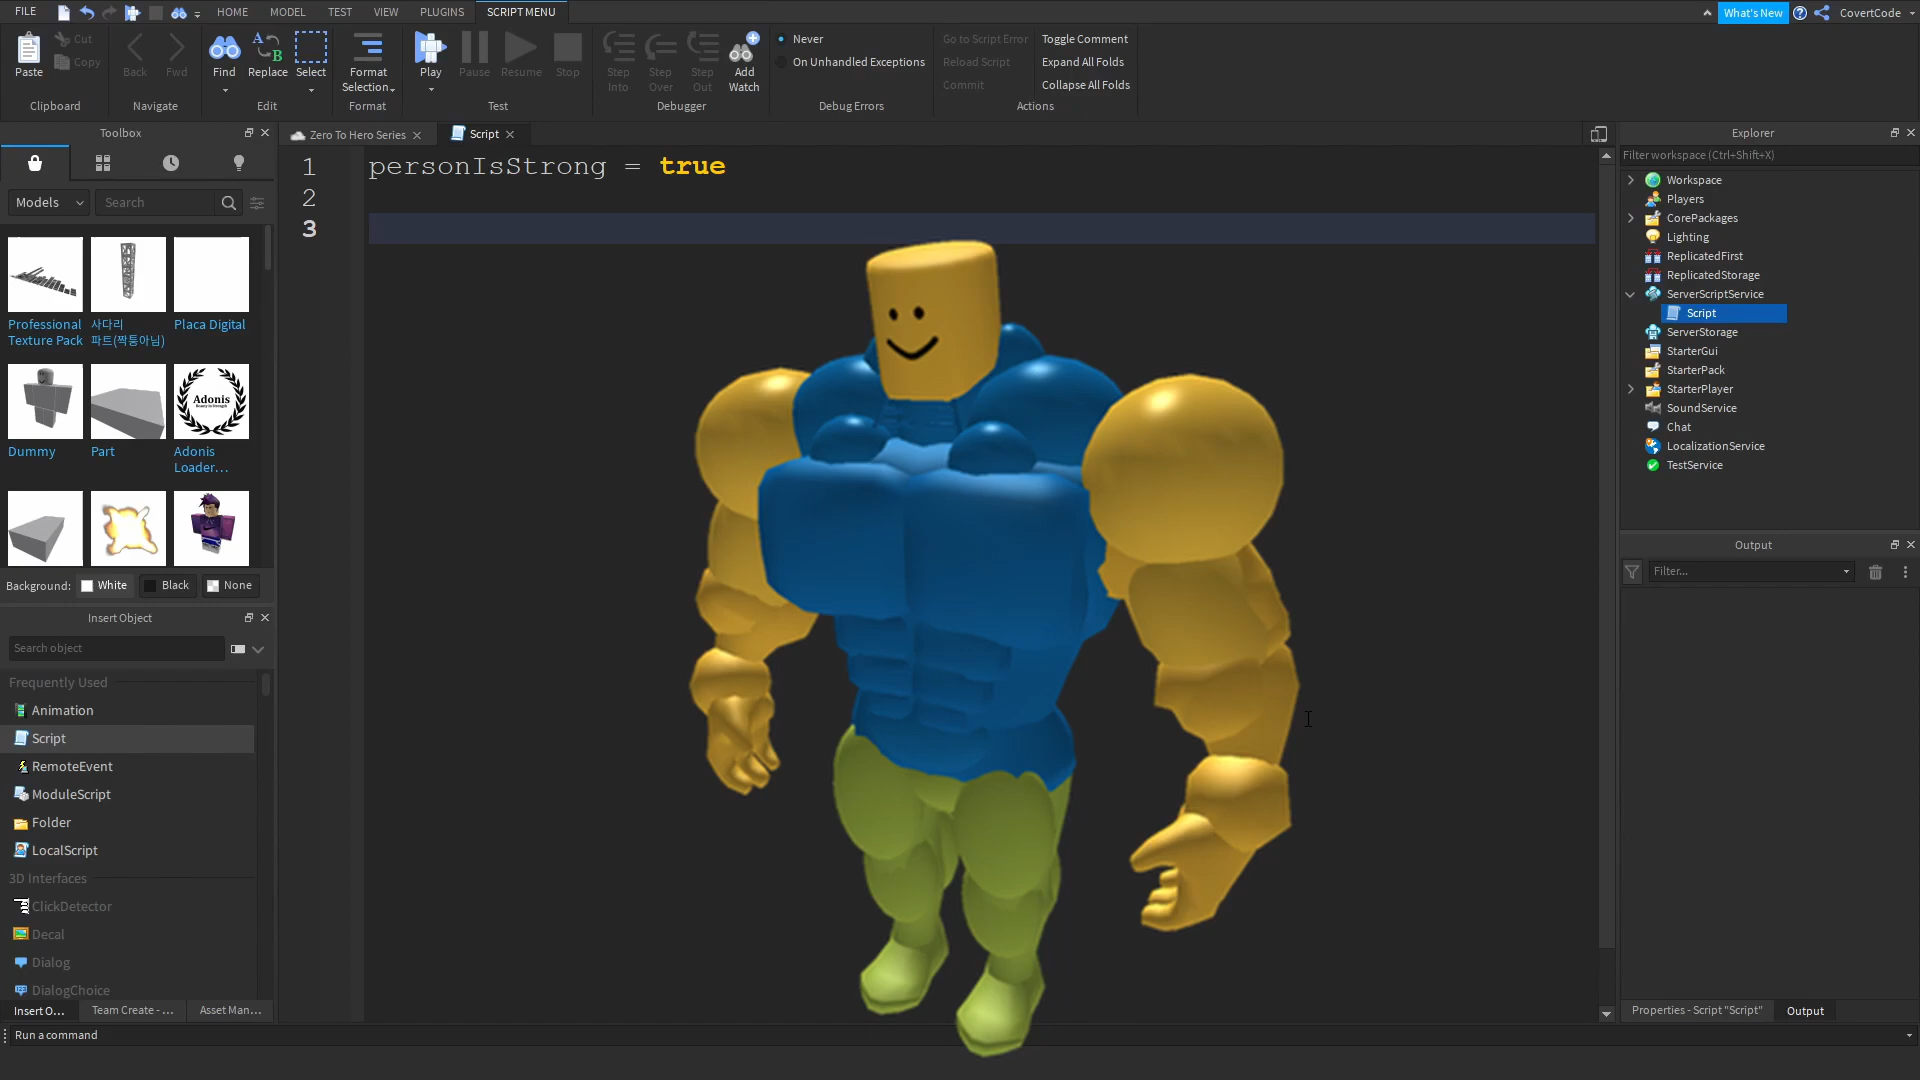 FILE HOME MODEL TEST VIEW PLUGINS SCRIPT MENU What's New CovertCode
Paste Cut Copy
Back Fwd
Find Replace Select
Format Selection
Play Pause Resume Stop
Step Into Step Over Step Out Add Watch
Never
On Unhandled Exceptions
Go to Script Error Toggle Comment
Reload Script Expand All Folds
Commit Collapse All Folds
Clipboard Navigate Edit Format Test Debugger Debug Errors Actions
Toolbox
Models Search
Professional Texture Pack
사다리 파트(짝퉁아님)
Placa Digital
Dummy
Part
Adonis
Adonis Loader...
Background: White Black None
Insert Object
Search object
Frequently Used
Animation
Script
RemoteEvent
ModuleScript
Folder
LocalScript
3D Interfaces
ClickDetector
Decal
Dialog
DialogChoice
Insert O... Team Create - ... Asset Man...
Run a command
Zero To Hero Series Script
1 personIsStrong = true
2
3
Explorer
Filter workspace (Ctrl+Shift+X)
Workspace
Players
CorePackages
Lighting
ReplicatedFirst
ReplicatedStorage
ServerScriptService
Script
ServerStorage
StarterGui
StarterPack
StarterPlayer
SoundService
Chat
LocalizationService
TestService
Output
Filter...
Properties - Script "Script" Output